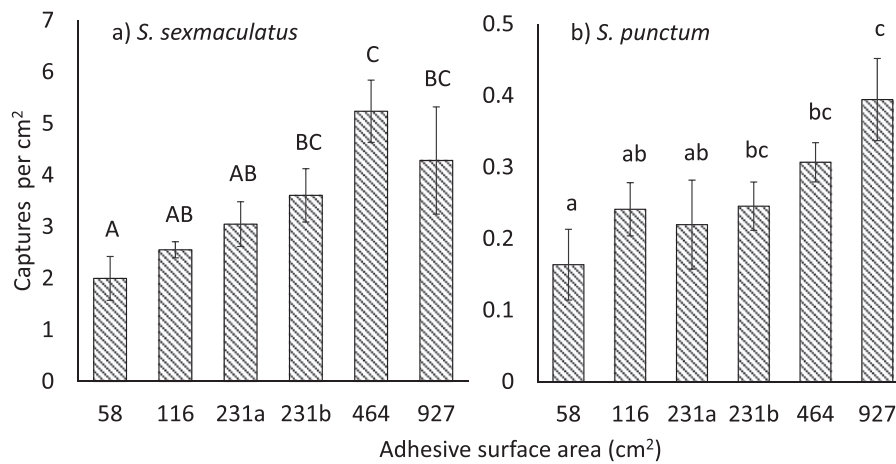 a) S. sexmaculatus
Captures per cm2
7
6
5
4
3
2
1
0
A
AB
AB
BC
C
BC
58 116 231a 231b 464 927
b) S. punctum
0.5
0.4
0.3
0.2
0.1
0
a
ab
ab
bc
bc
c
58 116 231a 231b 464 927
Adhesive surface area (cm2)